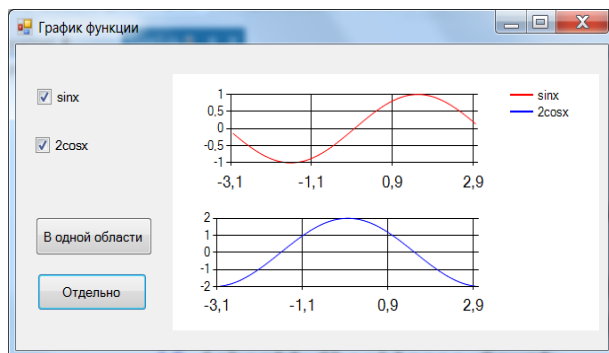 График функции
sinx
2cosx
В одной области
Отдельно
1
0,5
0
-0,5
-1
-3,1 -1,1 0,9 2,9
2
1
0
-1
-2
-3,1 -1,1 0,9 2,9
sinx
2cosx